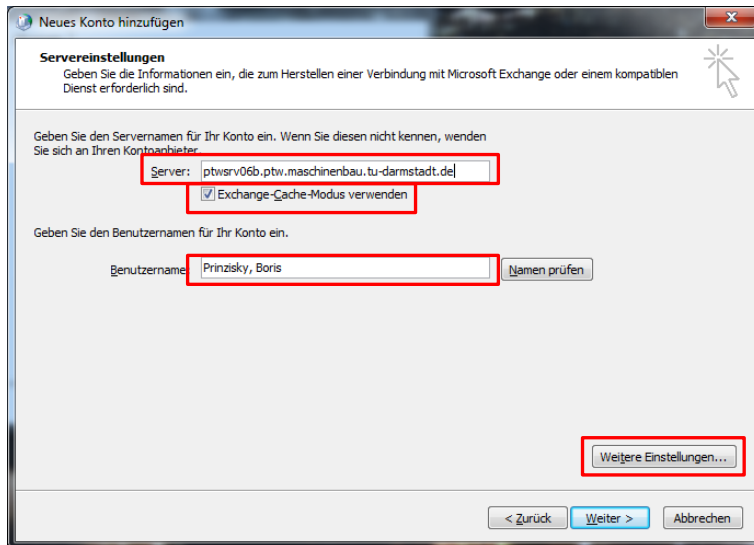 Neues Konto hinzufügen
Servereinstellungen
Geben Sie die Informationen ein, die zum Herstellen einer Verbindung mit Microsoft Exchange oder einem kompatiblen
Dienst erforderlich sind.
Geben Sie den Servernamen für Ihr Konto ein. Wenn Sie diesen nicht kennen, wenden
Sie sich an Ihren Kontoanbieter.
Server: ptwsrv06b.ptw.maschinenbau.tu-darmstadt.de
Exchange-Cache-Modus verwenden
Geben Sie den Benutzernamen für Ihr Konto ein.
Benutzername Prinzisky, Boris Namen prüfen
Weitere Einstellungen...
< Zurück Weiter > Abbrechen